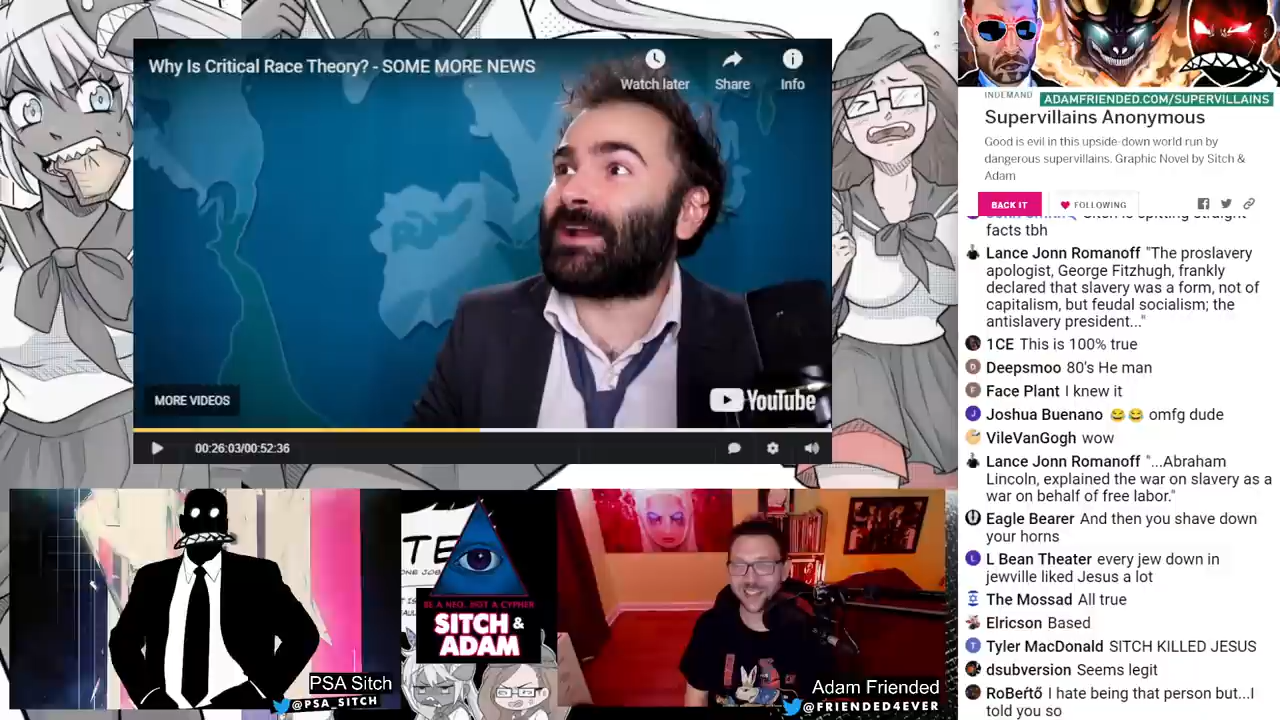 Why Is Critical Race Theory? - SOME MORE NEWS
Watch later
Share
Info
MORE VIDEOS
YouTube
00:26:03/00:52:36
PSA Sitch
@PSA_SITCH
BE A NEO, NOT A CYPHER
SITCH &
ADAM
Adam Friended
@FRIENDED4EVER
INDEMAND
ADAMFRIENDED.COM/SUPERVILLAINS
Supervillains Anonymous
Good is evil in this upside-down world run by
dangerous supervillains. Graphic Novel by Sitch &
Adam
BACK IT
FOLLOWING
facts tbh
Lance Jonn Romanoff "The proslavery
apologist, George Fitzhugh, frankly
declared that slavery was a form, not of
capitalism, but feudal socialism; the
antislavery president..."
1CE This is 100% true
Deepsmoo 80's He man
Face Plant I knew it
Joshua Buenano 😂😂 omfg dude
VileVanGogh wow
Lance Jonn Romanoff "...Abraham
Lincoln, explained the war on slavery as a
war on behalf of free labor."
Eagle Bearer And then you shave down
your horns
L Bean Theater every jew down in
jewville liked Jesus a lot
The Mossad All true
Elricson Based
Tyler MacDonald SITCH KILLED JESUS
dsubversion Seems legit
RoBeŕtő I hate being that person but...I
told you so